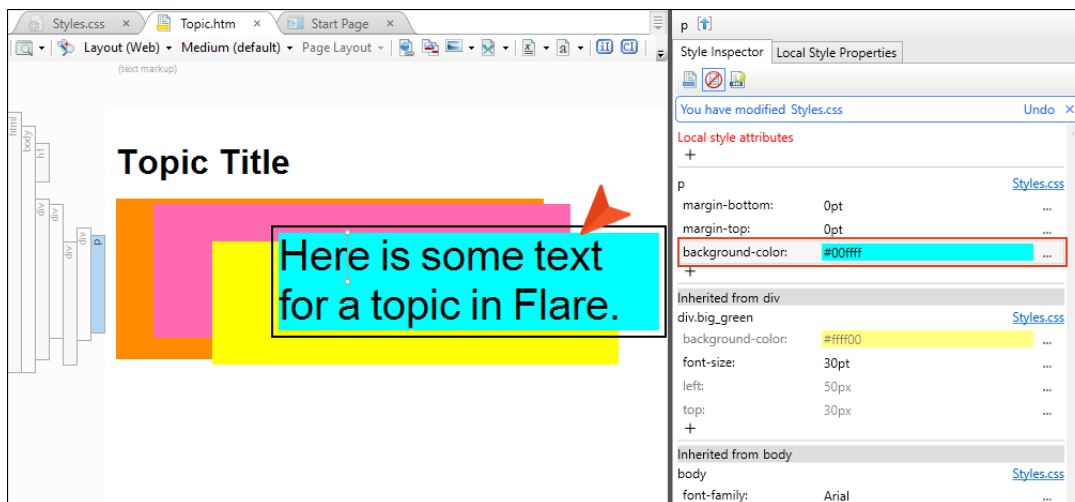 Styles.css ×
Topic.htm ×
Start Page ×
Layout (Web)
Medium (default)
Page Layout
a
(text markup)
html
body
h1
div
div
div
div
p
Topic Title
Here is some text
for a topic in Flare.
p
Style Inspector
Local Style Properties
You have modified Styles.css Undo ×
Local style attributes
+
p Styles.css
margin-bottom: 0pt ...
margin-top: 0pt ...
background-color: #00ffff ...
+
Inherited from div
div.big_green Styles.css
background-color: #ffff00 ...
font-size: 30pt ...
left: 50px ...
top: 30px ...
+
Inherited from body
body Styles.css
font-family: Arial ...